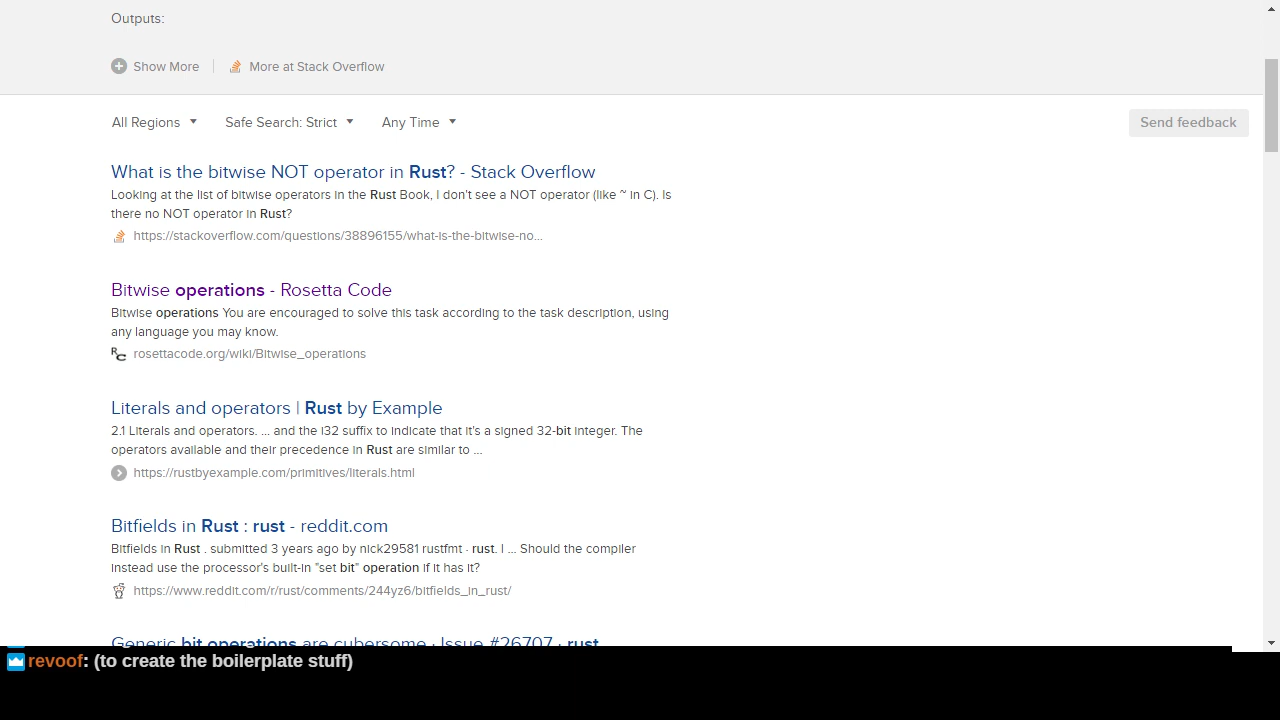 Outputs:
Show More
More at Stack Overflow
All Regions
Safe Search: Strict
Any Time
Send feedback
What is the bitwise NOT operator in Rust? - Stack Overflow
Looking at the list of bitwise operators in the Rust Book, I don't see a NOT operator (like ~ in C). Is
there no NOT operator in Rust?
https://stackoverflow.com/questions/38896155/what-is-the-bitwise-no...
Bitwise operations - Rosetta Code
Bitwise operations You are encouraged to solve this task according to the task description, using
any language you may know.
rosettacode.org/wiki/Bitwise_operations
Literals and operators | Rust by Example
2.1 Literals and operators. ... and the i32 suffix to indicate that it's a signed 32-bit integer. The
operators available and their precedence in Rust are similar to ...
https://rustbyexample.com/primitives/literals.html
Bitfields in Rust : rust - reddit.com
Bitfields in Rust . submitted 3 years ago by nick29581 rustfmt · rust. I ... Should the compiler
instead use the processor's built-in "set bit" operation if it has it?
https://www.reddit.com/r/rust/comments/244yz6/bitfields_in_rust/
Generic bit operations are cubersome · Issue #26707 · rust
revoof: (to create the boilerplate stuff)